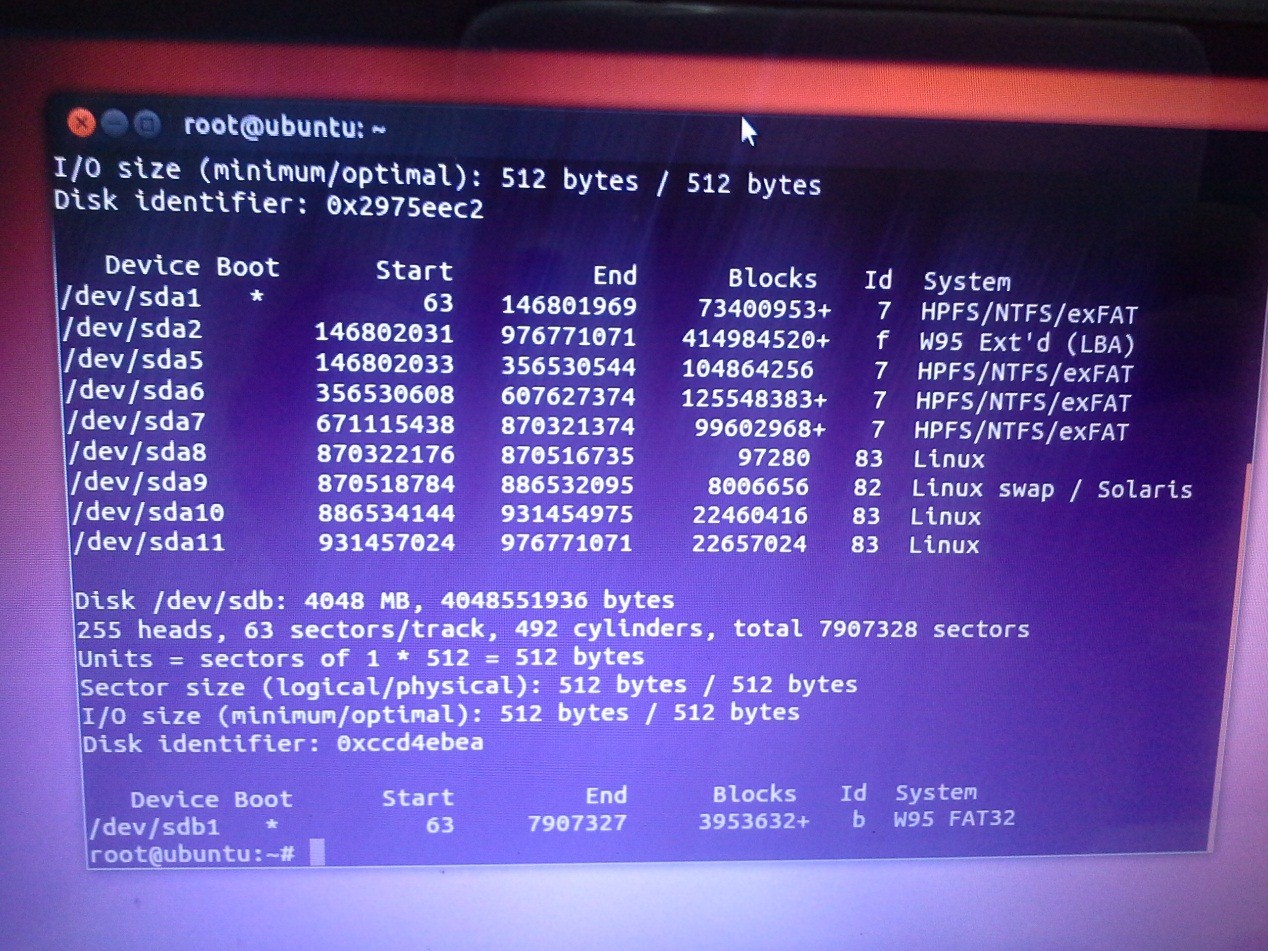 root@ubuntu: ~
I/O size (minimum/optimal): 512 bytes / 512 bytes
Disk identifier: 0x2975eec2
Device Boot Start End Blocks Id System
/dev/sda1 * 63 146801969 73400953+ 7 HPFS/NTFS/exFAT
/dev/sda2 146802031 976771071 414984520+ f W95 Ext'd (LBA)
/dev/sda5 146802033 356530544 104864256 7 HPFS/NTFS/exFAT
/dev/sda6 356530608 607627374 125548383+ 7 HPFS/NTFS/exFAT
/dev/sda7 671115438 870321374 99602968+ 7 HPFS/NTFS/exFAT
/dev/sda8 870322176 870516735 97280 83 Linux
/dev/sda9 870518784 886532095 8006656 82 Linux swap / Solaris
/dev/sda10 886534144 931454975 22460416 83 Linux
/dev/sda11 931457024 976771071 22657024 83 Linux
Disk /dev/sdb: 4048 MB, 4048551936 bytes
255 heads, 63 sectors/track, 492 cylinders, total 7907328 sectors
Units = sectors of 1 * 512 = 512 bytes
Sector size (logical/physical): 512 bytes / 512 bytes
I/O size (minimum/optimal): 512 bytes / 512 bytes
Disk identifier: 0xccd4ebea
Device Boot Start End Blocks Id System
/dev/sdb1 * 63 7907327 3953632+ b W95 FAT32
root@ubuntu:~#